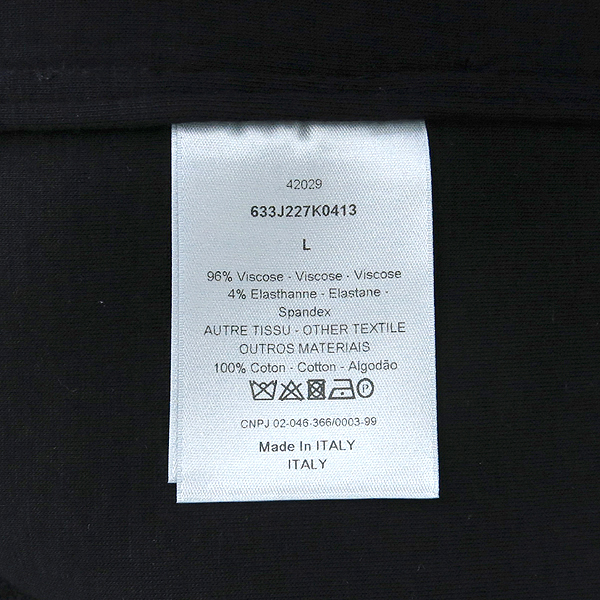 42029
633J227K0413
L
96% Viscose - Viscose - Viscose
4% Elasthanne - Elastane -
Spandex
AUTRE TISSU - OTHER TEXTILE
OUTROS MATERIAIS
100% Coton - Cotton - Algodão
P
CNPJ 02-046-366/0003-99
Made In ITALY
ITALY